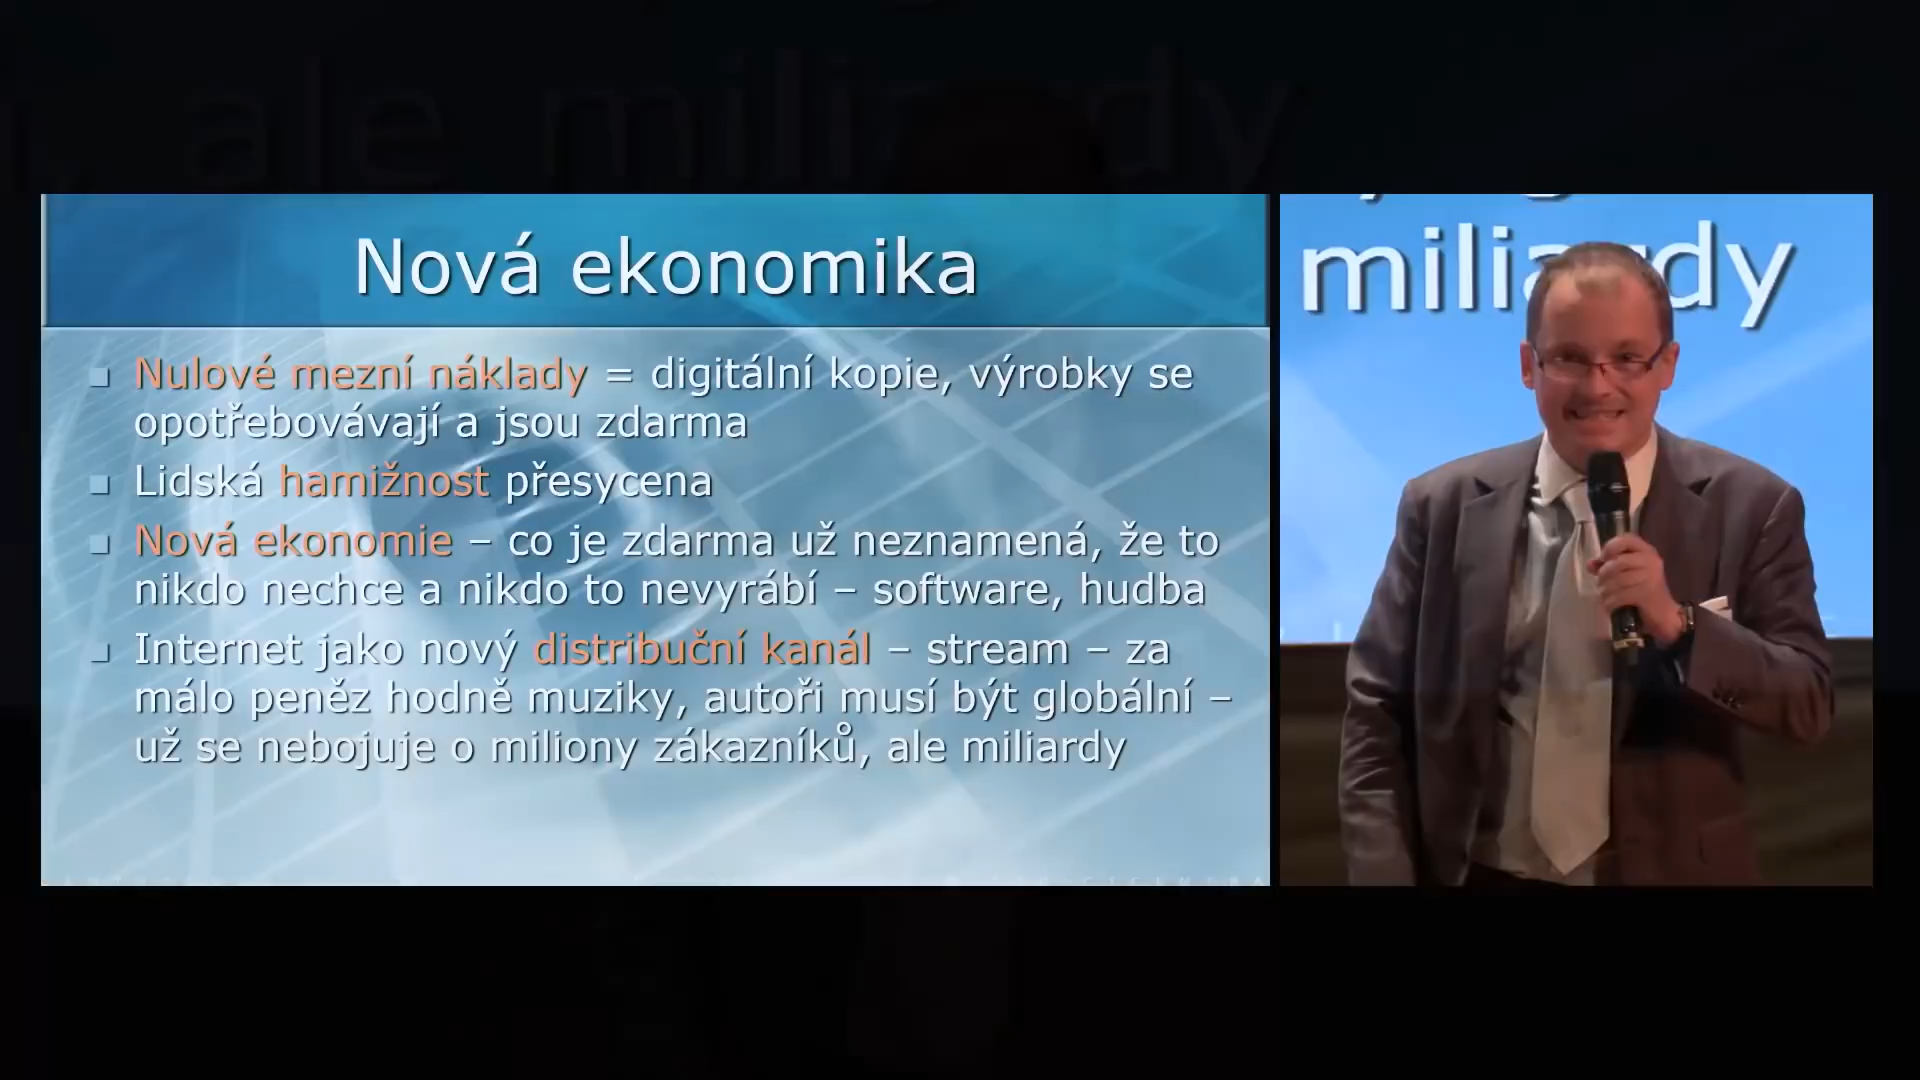 , ale miliardy
Nová ekonomika
Nulové mezní náklady = digitální kopie, výrobky se
opotřebovávají a jsou zdarma
Lidská hamižnost přesycena
Nová ekonomie – co je zdarma už neznamená, že to
nikdo nechce a nikdo to nevyrábí – software, hudba
Internet jako nový distribuční kanál – stream – za
málo peněz hodně muziky, autoři musí být globální –
už se nebojuje o miliony zákazníků, ale miliardy
miliardy